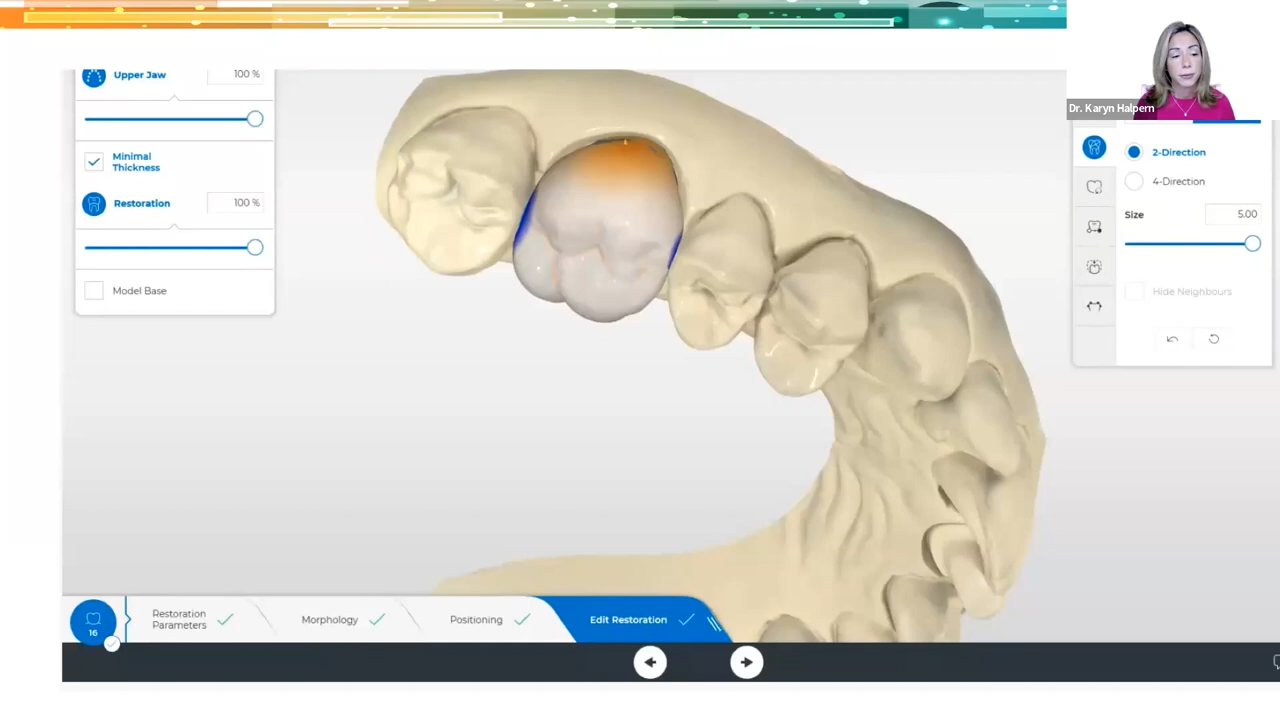 Upper Jaw
100 %
Minimal
Thickness
Restoration
100 %
Model Base
Dr. Karyn Halpern
2-Direction
4-Direction
Size
5.00
Hide Neighbours
16
Restoration
Parameters
Morphology
Positioning
Edit Restoration